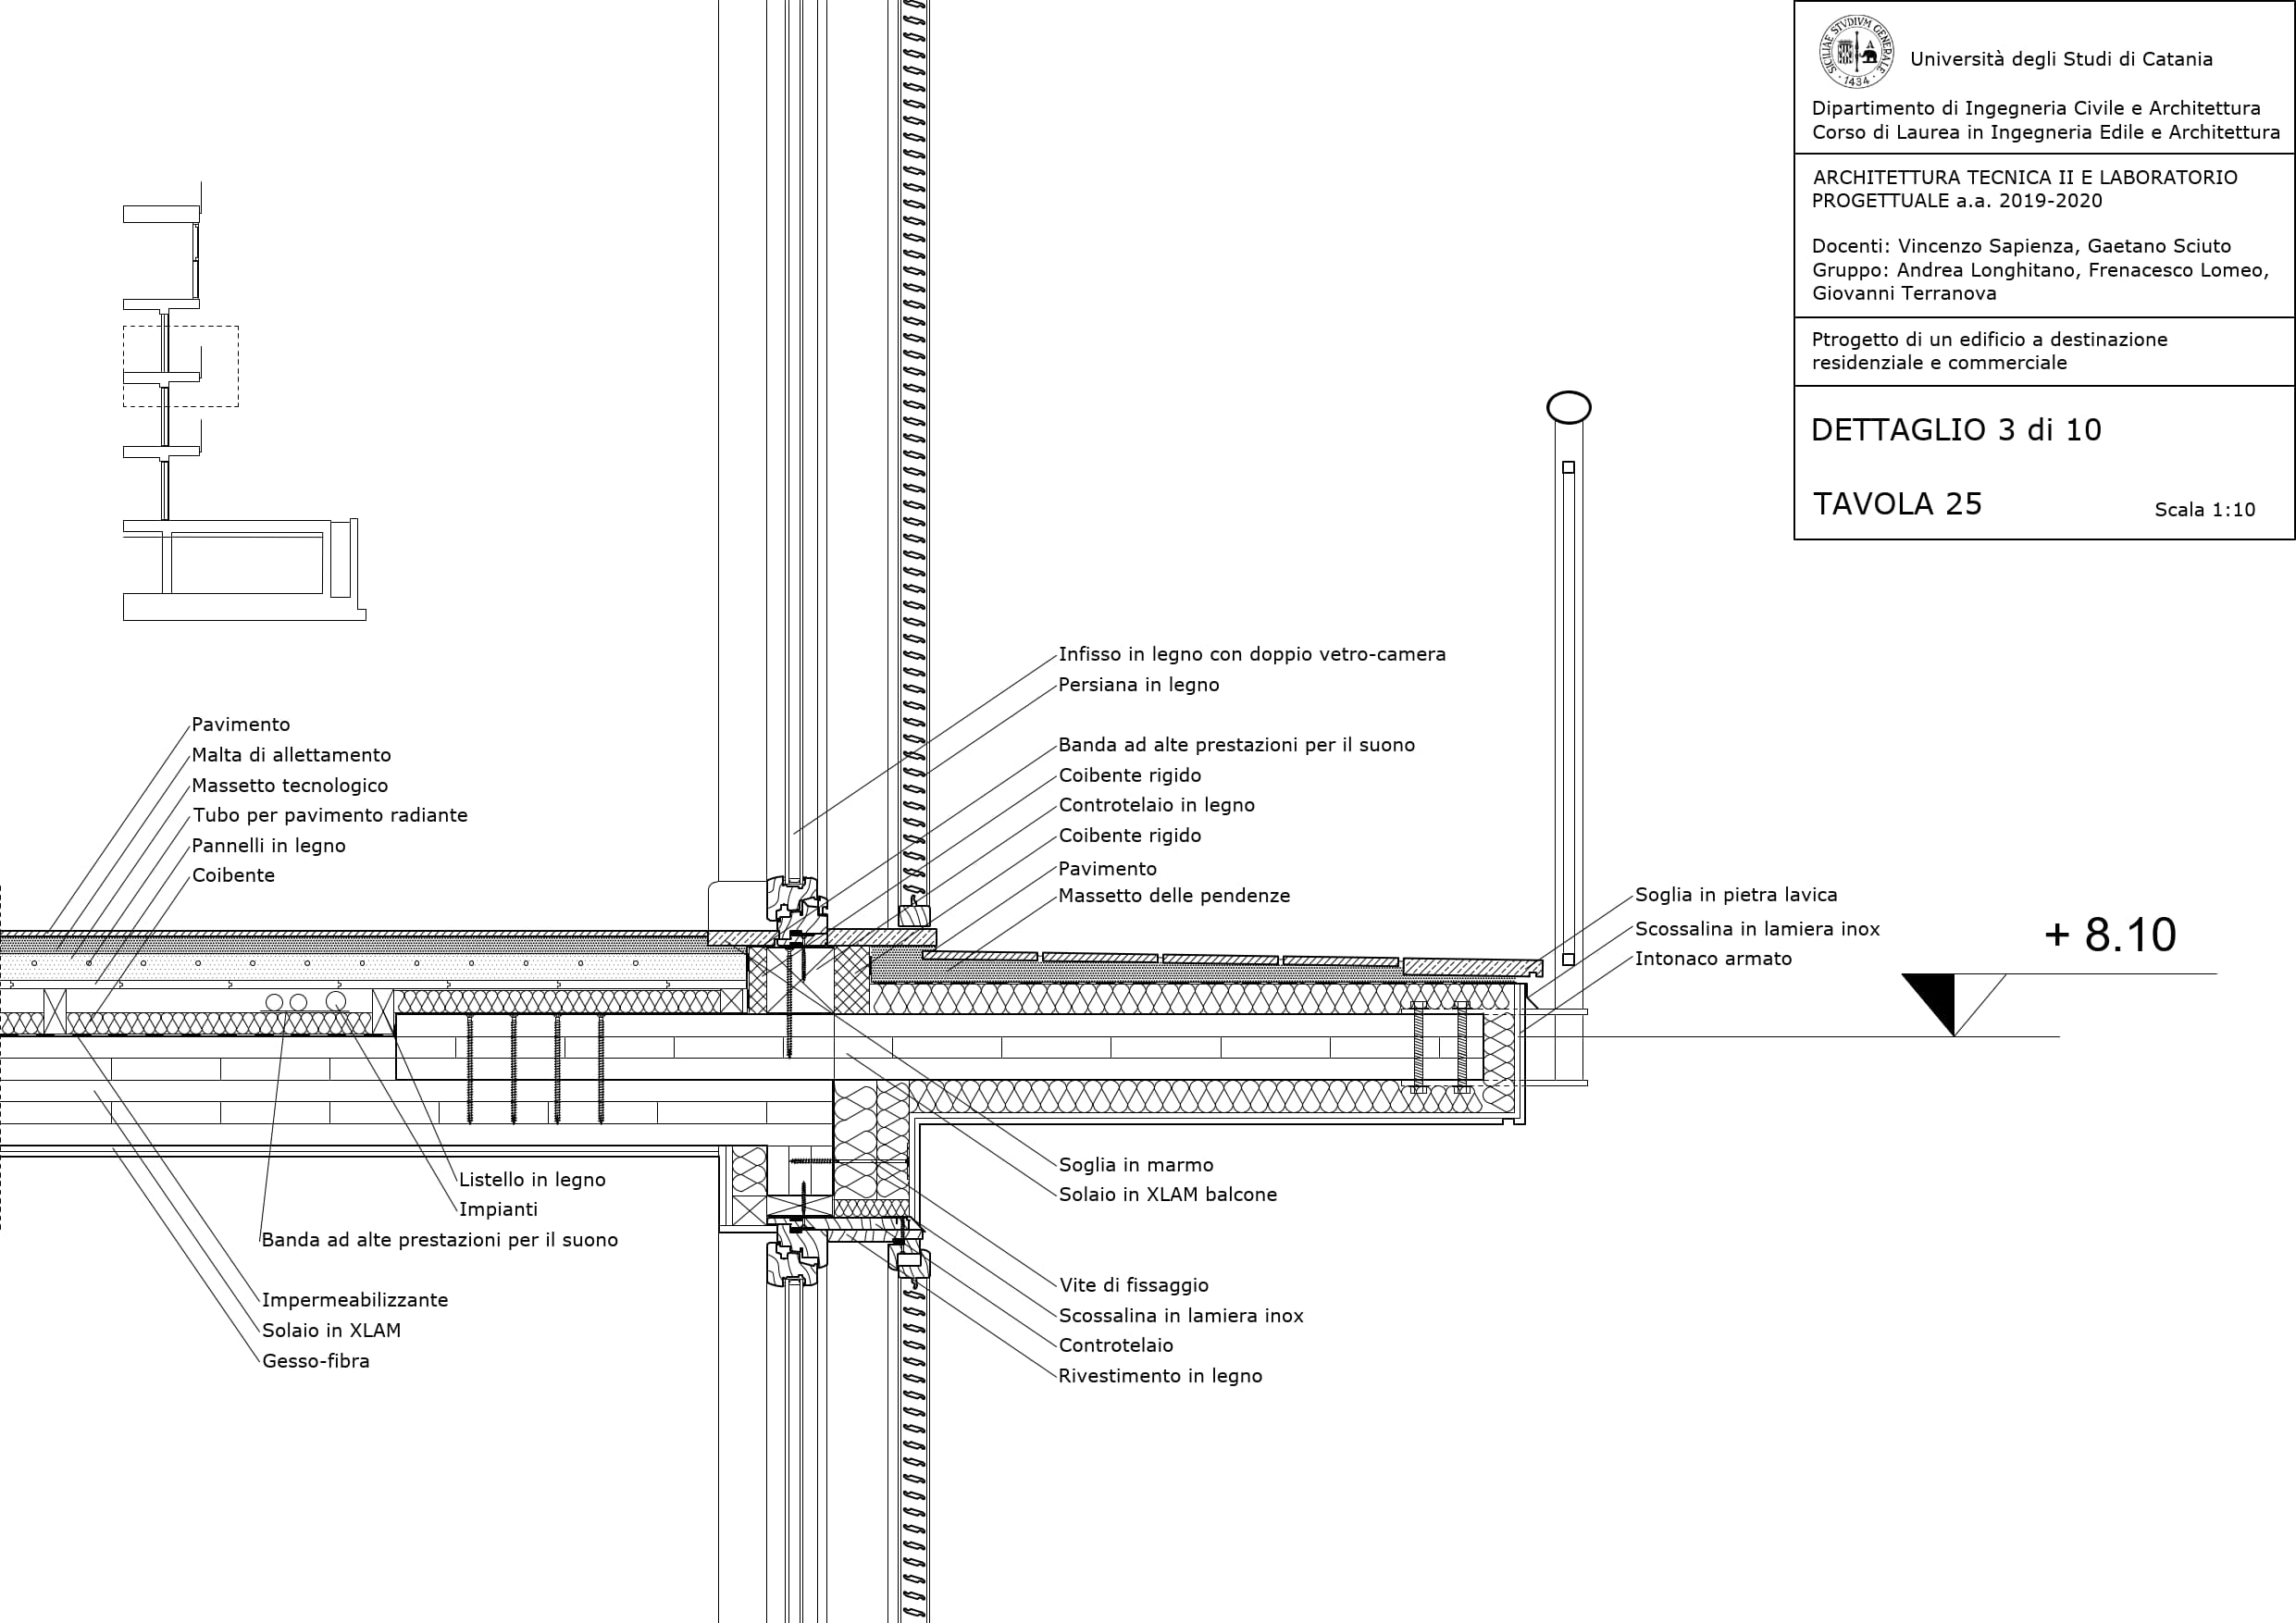 SICILIAE STVDIVM GENERALE
· 1434 ·
Università degli Studi di Catania
Dipartimento di Ingegneria Civile e Architettura
Corso di Laurea in Ingegneria Edile e Architettura
ARCHITETTURA TECNICA II E LABORATORIO
PROGETTUALE a.a. 2019-2020
Docenti: Vincenzo Sapienza, Gaetano Sciuto
Gruppo: Andrea Longhitano, Frenacesco Lomeo,
Giovanni Terranova
Ptrogetto di un edificio a destinazione
residenziale e commerciale
DETTAGLIO 3 di 10
TAVOLA 25
Scala 1:10
Infisso in legno con doppio vetro-camera
Persiana in legno
Banda ad alte prestazioni per il suono
Coibente rigido
Controtelaio in legno
Coibente rigido
Pavimento
Massetto delle pendenze
Pavimento
Malta di allettamento
Massetto tecnologico
Tubo per pavimento radiante
Pannelli in legno
Coibente
Soglia in pietra lavica
Scossalina in lamiera inox
Intonaco armato
+ 8.10
Listello in legno
Impianti
Banda ad alte prestazioni per il suono
Impermeabilizzante
Solaio in XLAM
Gesso-fibra
Soglia in marmo
Solaio in XLAM balcone
Vite di fissaggio
Scossalina in lamiera inox
Controtelaio
Rivestimento in legno